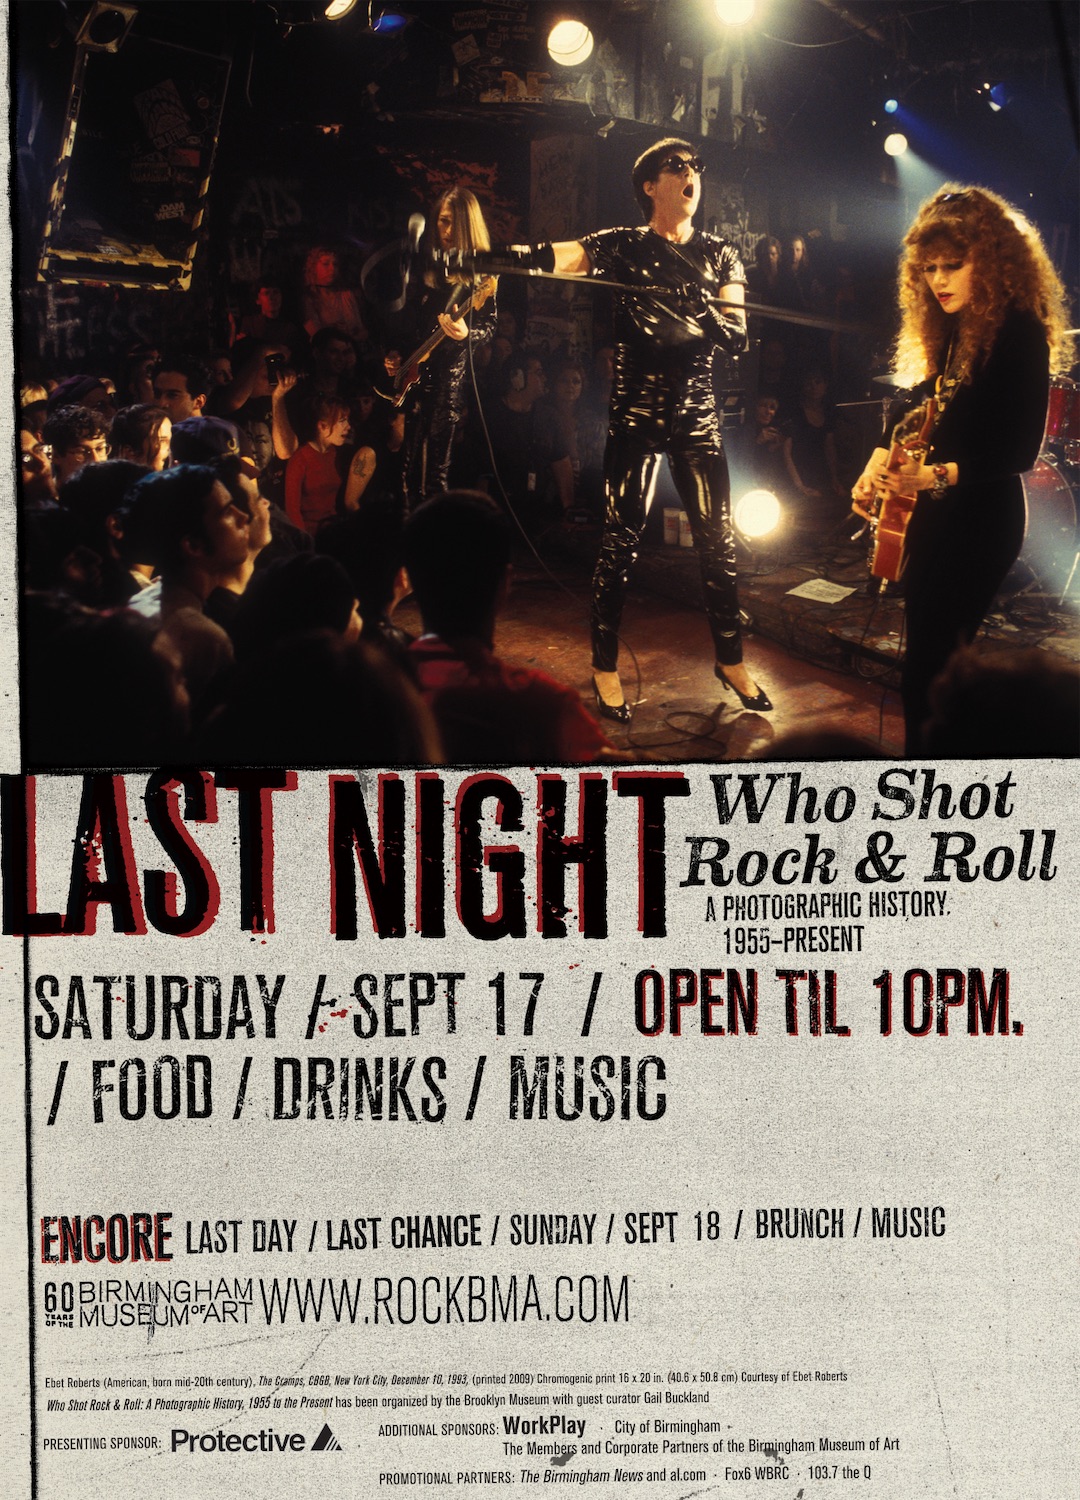 LAST NIGHT
Who Shot
Rock & Roll
A PHOTOGRAPHIC HISTORY,
1955–PRESENT
SATURDAY / SEPT 17 / OPEN TIL 10PM.
/ FOOD / DRINKS / MUSIC
ENCORE LAST DAY / LAST CHANCE / SUNDAY / SEPT 18 / BRUNCH / MUSIC
60 YEARS OF THE BIRMINGHAM MUSEUM OF ART WWW.ROCKBMA.COM
Ebet Roberts (American, born mid-20th century), The Cramps, CBGB, New York City, December 10, 1993, (printed 2009) Chromogenic print 16 x 20 in. (40.6 x 50.8 cm) Courtesy of Ebet Roberts
Who Shot Rock & Roll: A Photographic History, 1955 to the Present has been organized by the Brooklyn Museum with guest curator Gail Buckland
PRESENTING SPONSOR: Protective
ADDITIONAL SPONSORS: WorkPlay · City of Birmingham ·
The Members and Corporate Partners of the Birmingham Museum of Art
PROMOTIONAL PARTNERS: The Birmingham News and al.com · Fox6 WBRC · 103.7 the Q